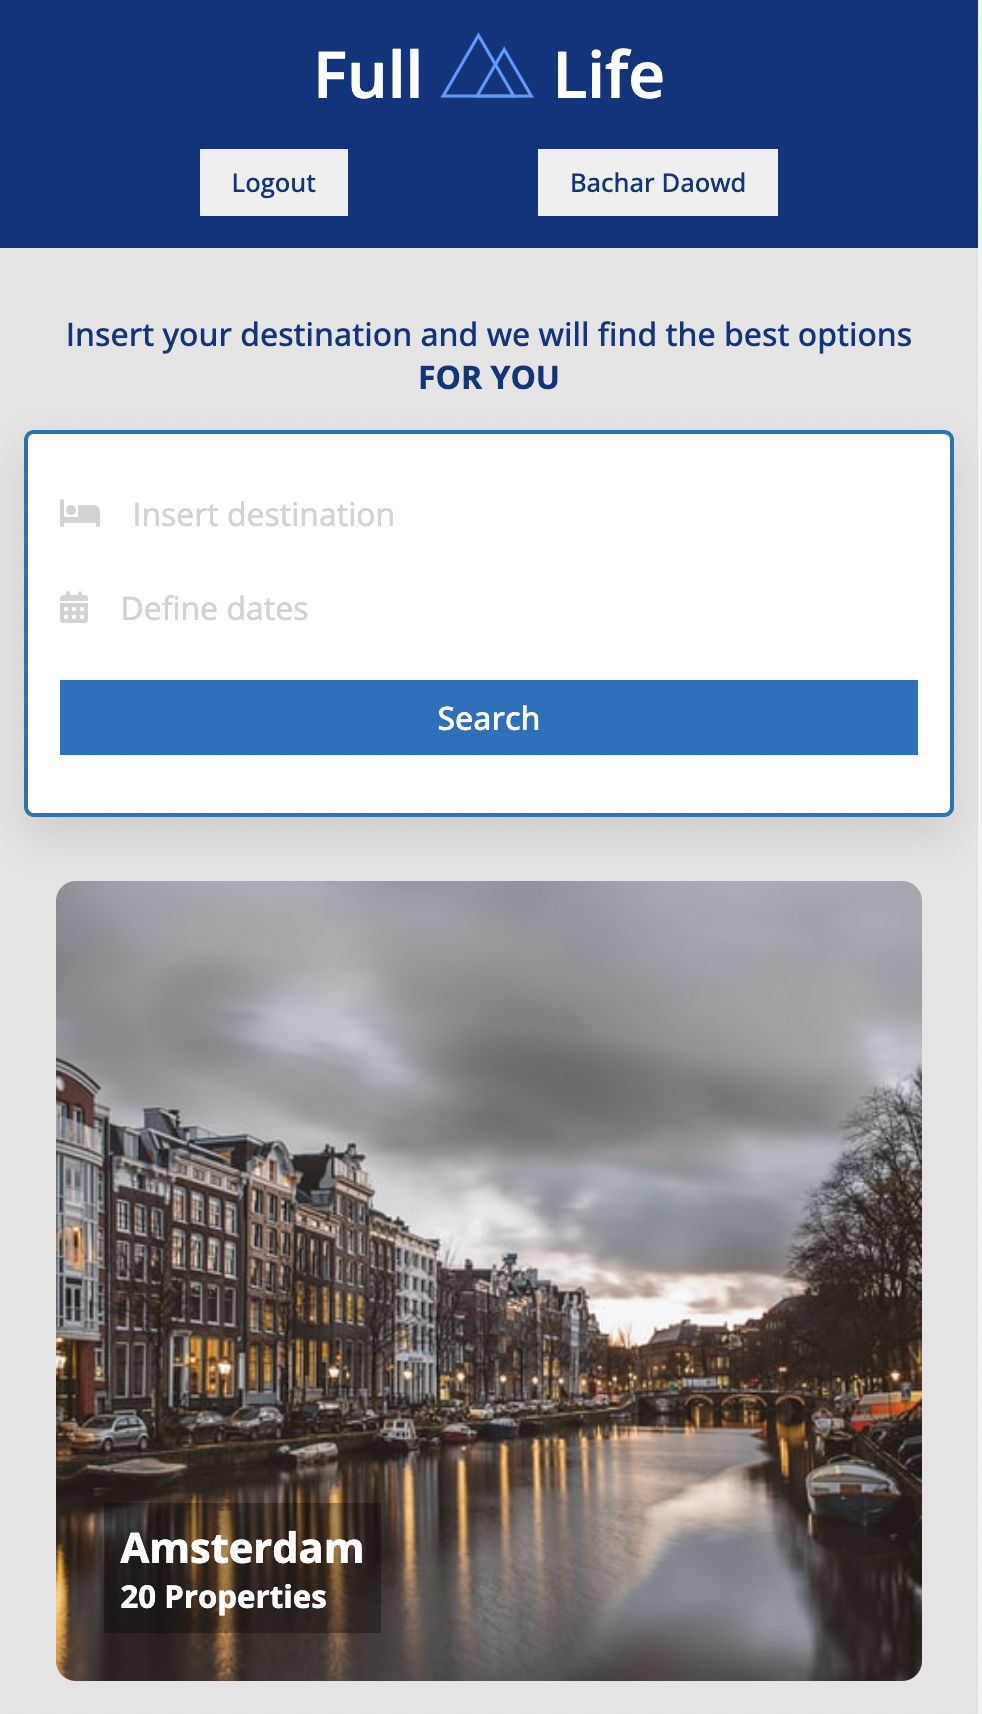 Full Life
Logout
Bachar Daowd
Insert your destination and we will find the best options
FOR YOU
Insert destination
Define dates
Search
Amsterdam
20 Properties